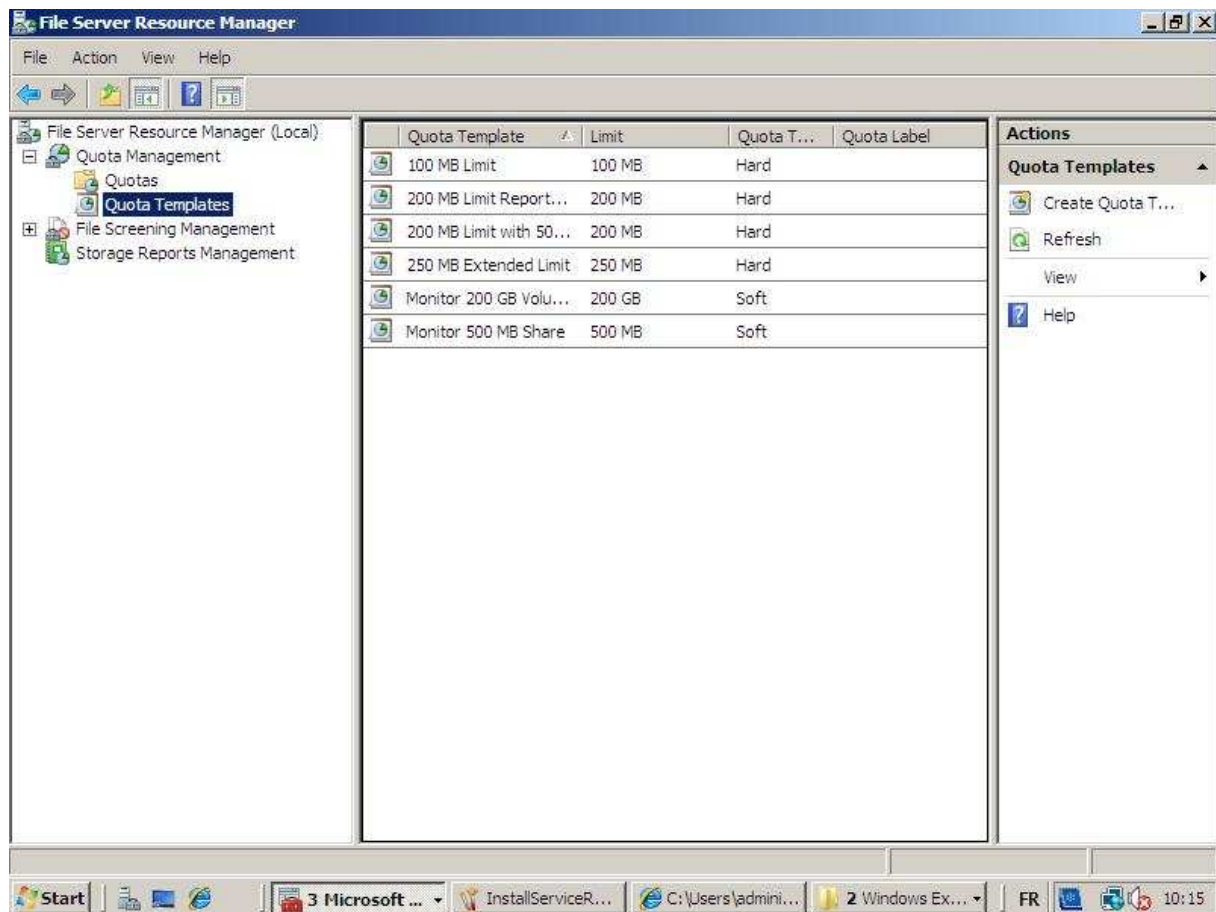 File Server Resource Manager
File Action View Help
File Server Resource Manager (Local)
Quota Management
Quotas
Quota Templates
File Screening Management
Storage Reports Management
Quota Template Limit Quota T... Quota Label
100 MB Limit 100 MB Hard
200 MB Limit Report... 200 MB Hard
200 MB Limit with 50... 200 MB Hard
250 MB Extended Limit 250 MB Hard
Monitor 200 GB Volu... 200 GB Soft
Monitor 500 MB Share 500 MB Soft
Actions
Quota Templates
Create Quota T...
Refresh
View
Help
Start 3 Microsoft ... InstallServiceR... C:\Users\admini... 2 Windows Ex... FR 10:15